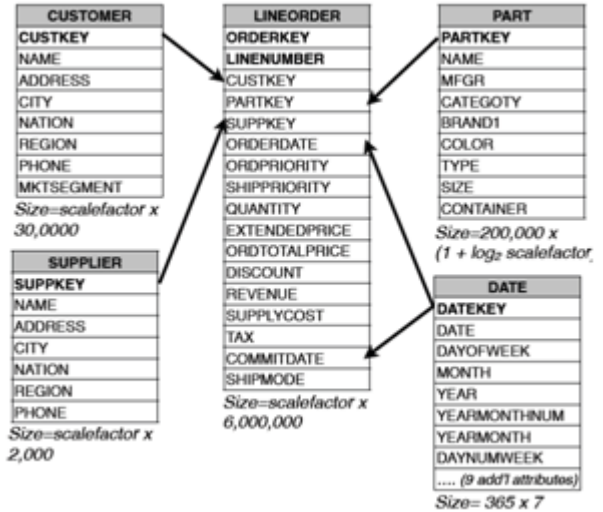 CUSTOMER
CUSTKEY
NAME
ADDRESS
CITY
NATION
REGION
PHONE
MKTSEGMENT
Size=scalefactor x
30,0000
SUPPLIER
SUPPKEY
NAME
ADDRESS
CITY
NATION
REGION
PHONE
Size=scalefactor x
2,000
LINEORDER
ORDERKEY
LINENUMBER
CUSTKEY
PARTKEY
SUPPKEY
ORDERDATE
ORDPRIORITY
SHIPPRIORITY
QUANTITY
EXTENDEDPRICE
ORDTOTALPRICE
DISCOUNT
REVENUE
SUPPLYCOST
TAX
COMMITDATE
SHIPMODE
Size=scalefactor x
6,000,000
PART
PARTKEY
NAME
MFGR
CATEGOTY
BRAND1
COLOR
TYPE
SIZE
CONTAINER
Size=200,000 x
(1 + log₂ scalefactor
DATE
DATEKEY
DATE
DAYOFWEEK
MONTH
YEAR
YEARMONTHNUM
YEARMONTH
DAYNUMWEEK
.... (9 add'l attributes)
Size= 365 x 7